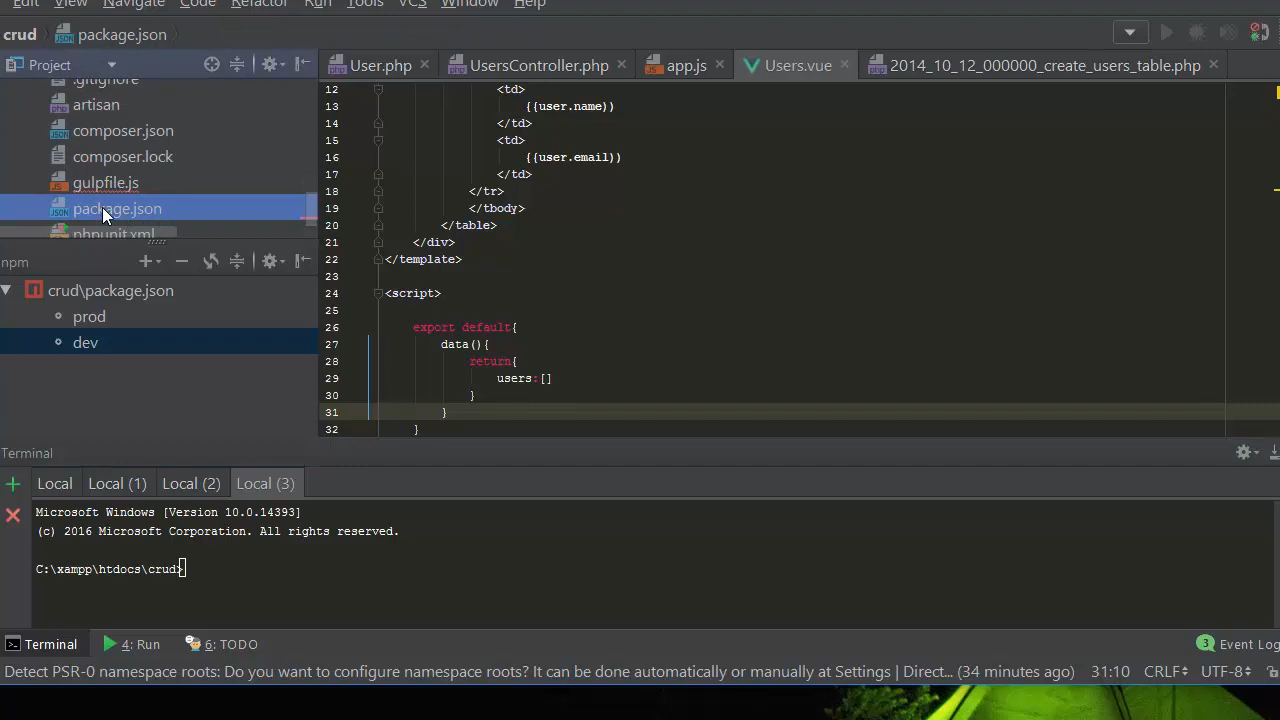 Edit View Navigate Code Refactor Run Tools VCS Window Help
crud package.json
Project
User.php UsersController.php app.js Users.vue 2014_10_12_000000_create_users_table.php
.gitignore
artisan
composer.json
composer.lock
gulpfile.js
package.json
phpunit.xml
npm
crud\package.json
prod
dev
12 <td>
13 {{user.name}}
14 </td>
15 <td>
16 {{user.email}}
17 </td>
18 </tr>
19 </tbody>
20 </table>
21 </div>
22 </template>
23
24 <script>
25
26 export default{
27 data(){
28 return{
29 users:[]
30 }
31 }
32 }
Terminal
Local Local (1) Local (2) Local (3)
Microsoft Windows [Version 10.0.14393]
(c) 2016 Microsoft Corporation. All rights reserved.
C:\xampp\htdocs\crud>
Terminal 4: Run 6: TODO 3 Event Log
Detect PSR-0 namespace roots: Do you want to configure namespace roots? It can be done automatically or manually at Settings | Direct... (34 minutes ago) 31:10 CRLF UTF-8